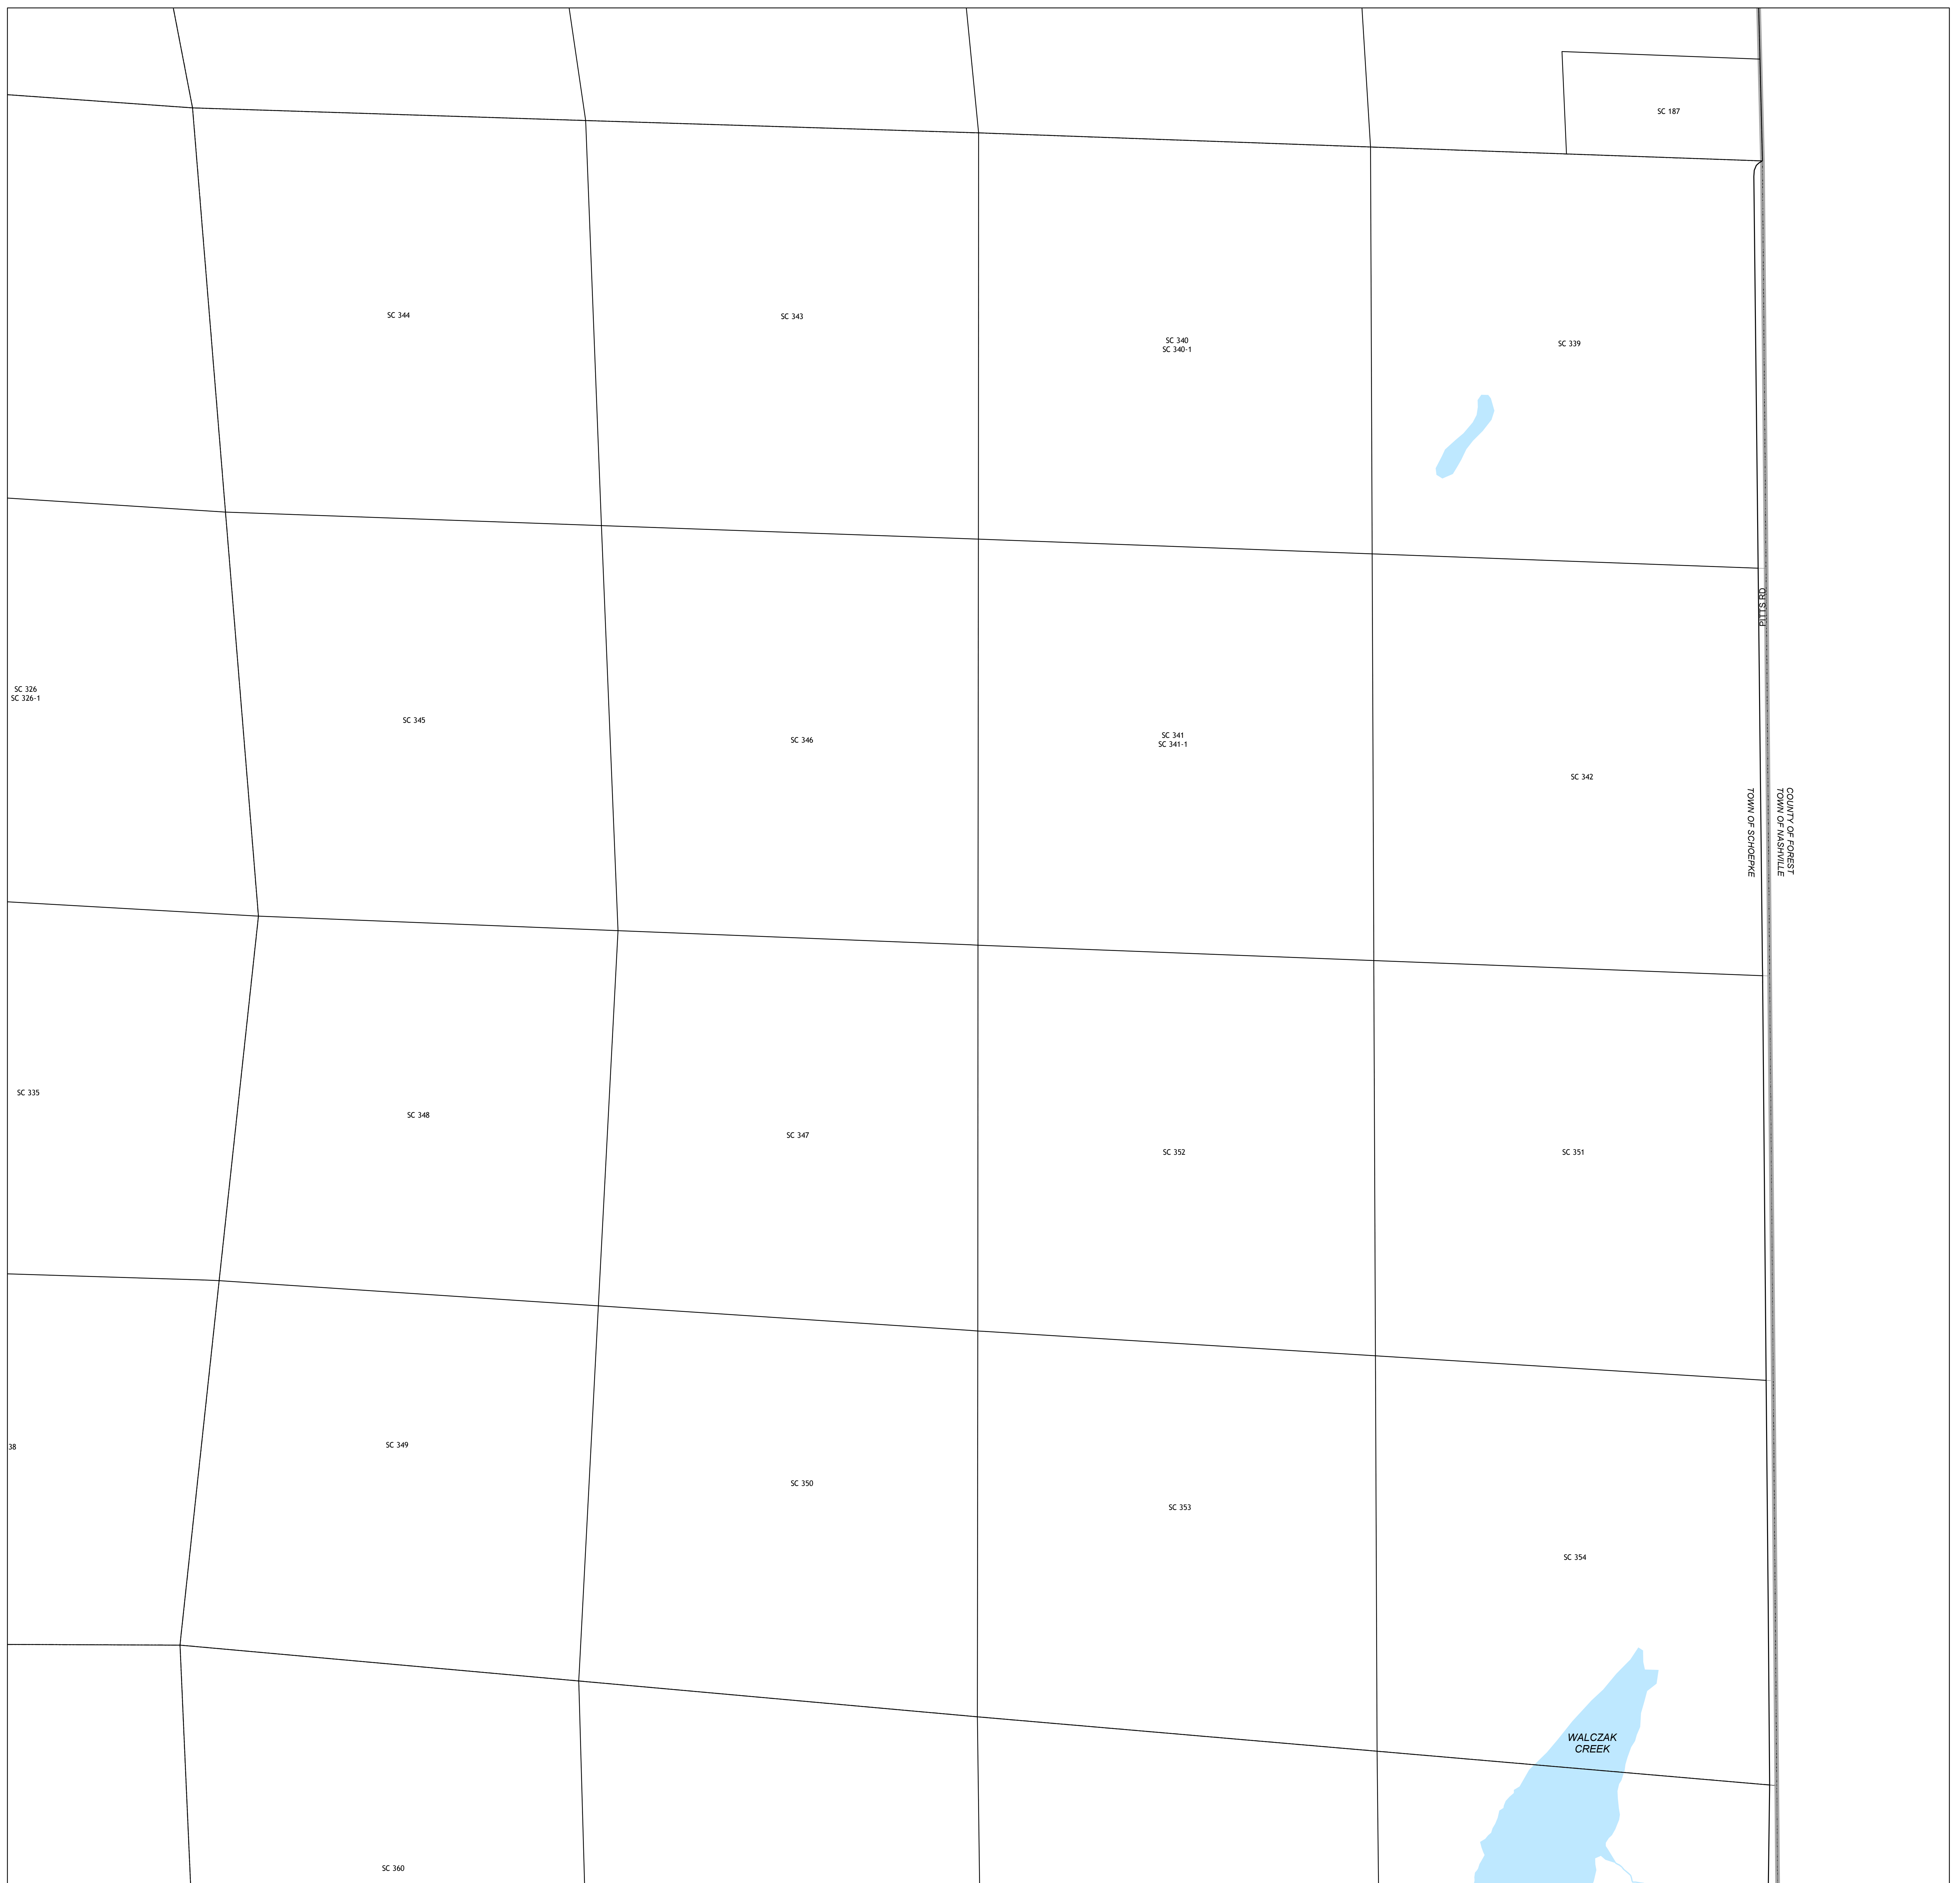 SC 187
SC 344
SC 343
SC 340
SC 340-1
SC 339
PITTS RD
SC 326
SC 326-1
SC 345
SC 346
SC 341
SC 341-1
SC 342
TOWN OF SCHOEPKE
COUNTY OF FOREST
TOWN OF NASHVILLE
SC 335
SC 348
SC 347
SC 352
SC 351
38
SC 349
SC 350
SC 353
SC 354
WALCZAK
CREEK
SC 360